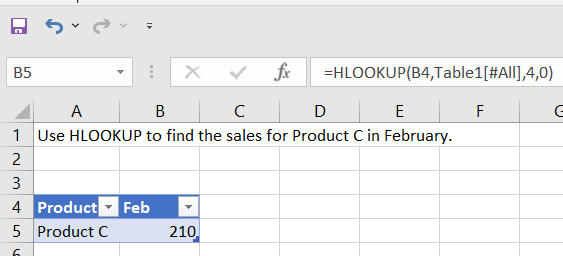 B5
fx
=HLOOKUP(B4,Table1[#All],4,0)
A B C D E F G
1 Use HLOOKUP to find the sales for Product C in February.
2
3
4 Product Feb
5 Product C 210
6